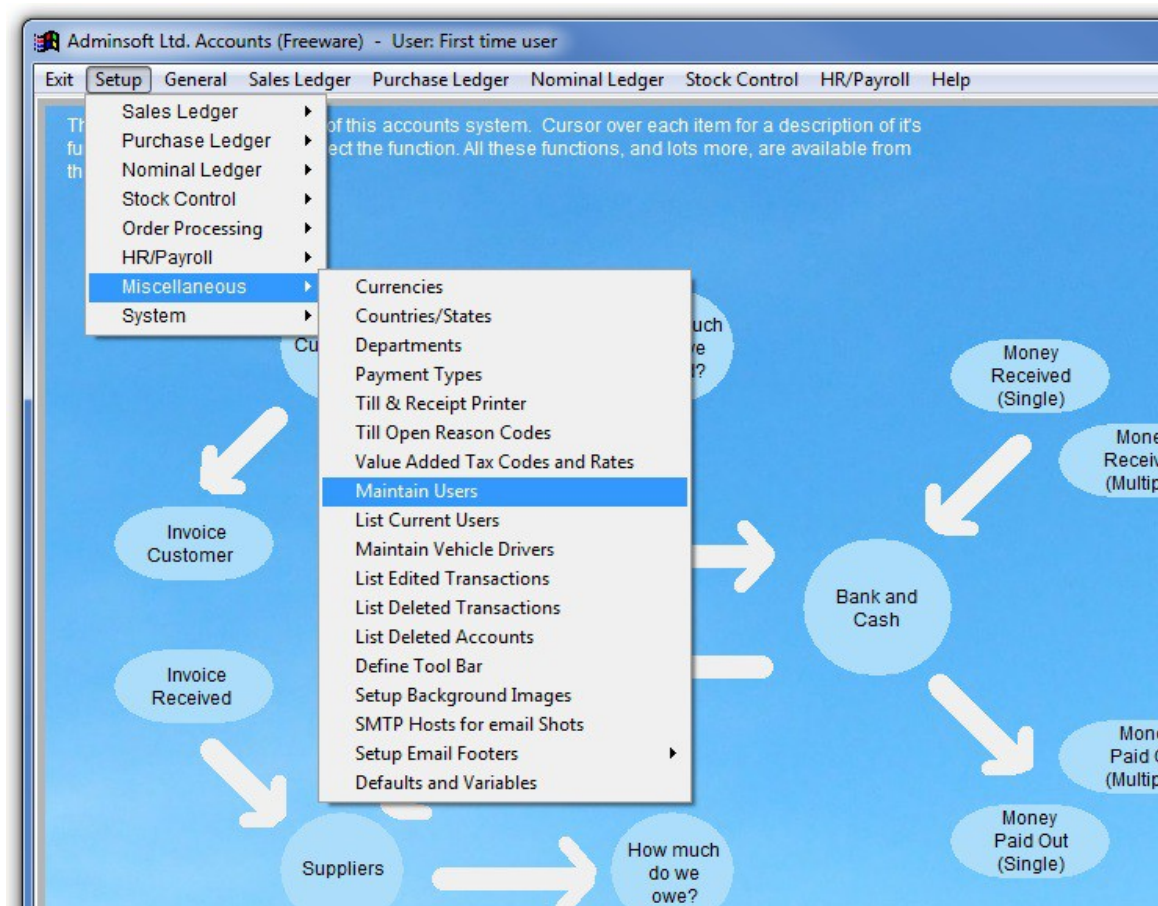 Adminsoft Ltd. Accounts (Freeware) - User: First time user
Exit Setup General Sales Ledger Purchase Ledger Nominal Ledger Stock Control HR/Payroll Help
of this accounts system. Cursor over each item for a description of it's
ect the function. All these functions, and lots more, are available from
Sales Ledger
Purchase Ledger
Nominal Ledger
Stock Control
Order Processing
HR/Payroll
Miscellaneous
System
Currencies
Countries/States
Departments
Payment Types
Till & Receipt Printer
Till Open Reason Codes
Value Added Tax Codes and Rates
Maintain Users
List Current Users
Maintain Vehicle Drivers
List Edited Transactions
List Deleted Transactions
List Deleted Accounts
Define Tool Bar
Setup Background Images
SMTP Hosts for email Shots
Setup Email Footers
Defaults and Variables
Money
Received
(Single)
Invoice
Customer
Bank and
Cash
Invoice
Received
Money
Paid Out
(Single)
Suppliers
How much
do we
owe?